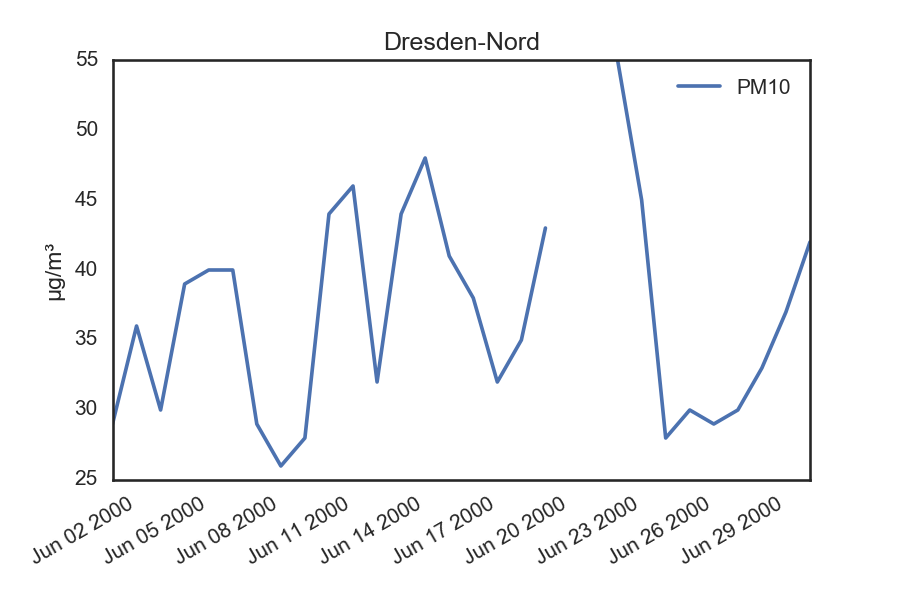 Dresden-Nord
PM10
µg/m³
55
50
45
40
35
30
25
Jun 02 2000
Jun 05 2000
Jun 08 2000
Jun 11 2000
Jun 14 2000
Jun 17 2000
Jun 20 2000
Jun 23 2000
Jun 26 2000
Jun 29 2000